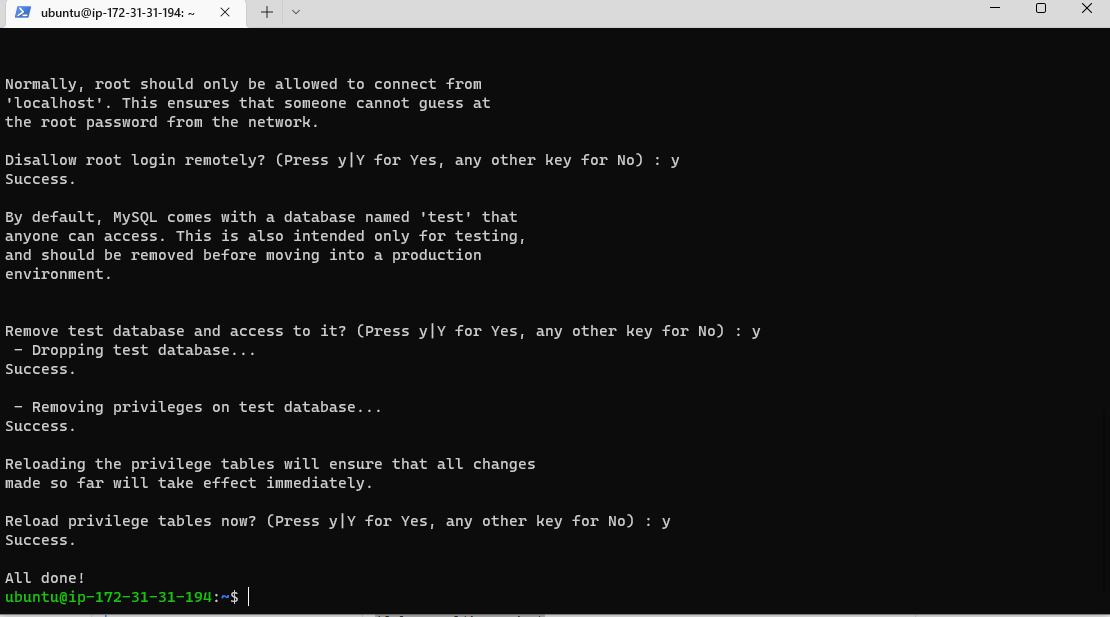 ubuntu@ip-172-31-31-194: ~
Normally, root should only be allowed to connect from
'localhost'. This ensures that someone cannot guess at
the root password from the network.
Disallow root login remotely? (Press y|Y for Yes, any other key for No) : y
Success.
By default, MySQL comes with a database named 'test' that
anyone can access. This is also intended only for testing,
and should be removed before moving into a production
environment.
Remove test database and access to it? (Press y|Y for Yes, any other key for No) : y
 - Dropping test database...
Success.
 - Removing privileges on test database...
Success.
Reloading the privilege tables will ensure that all changes
made so far will take effect immediately.
Reload privilege tables now? (Press y|Y for Yes, any other key for No) : y
Success.
All done!
ubuntu@ip-172-31-31-194:~$